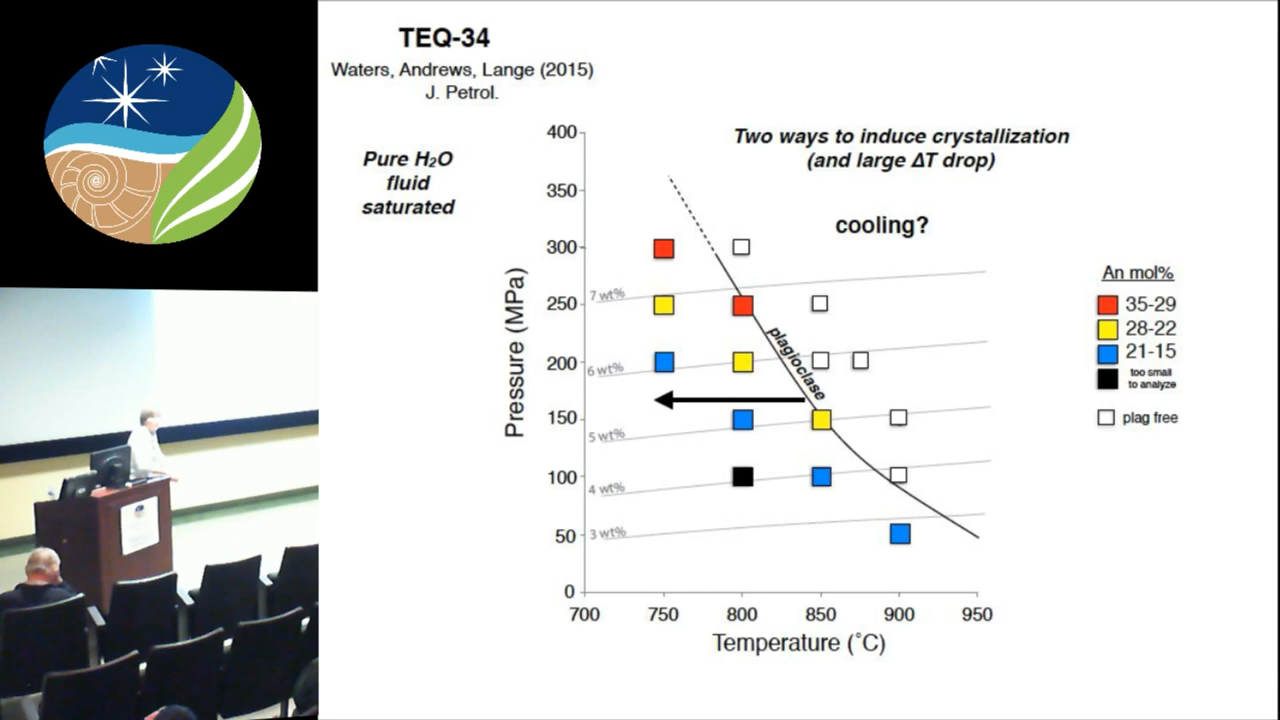 TEQ-34
Waters, Andrews, Lange (2015)
J. Petrol.
Pure H₂O
fluid
saturated
Two ways to induce crystallization
(and large ΔT drop)
cooling?
Pressure (MPa)
400
350
300
250
200
150
100
50
0
7 wt%
6 wt%
5 wt%
4 wt%
3 wt%
plagioclase
700 750 800 850 900 950
Temperature (˚C)
An mol%
35-29
28-22
21-15
too small
to analyze
plag free